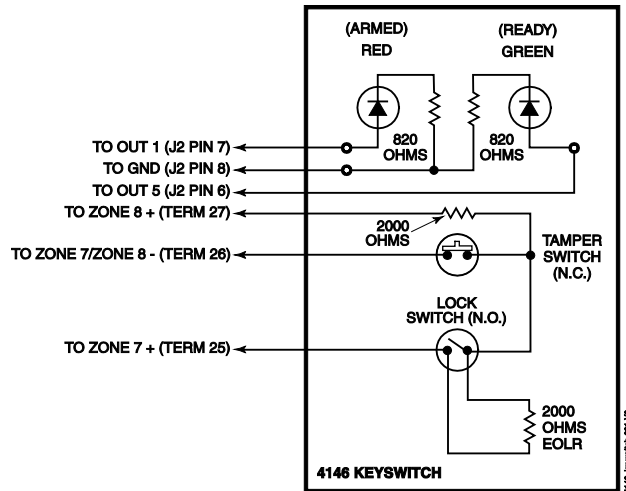 (ARMED)
RED
(READY)
GREEN
820
OHMS
820
OHMS
TO OUT 1 (J2 PIN 7)
TO GND (J2 PIN 8)
TO OUT 5 (J2 PIN 6)
TO ZONE 8 + (TERM 27)
2000
OHMS
TO ZONE 7/ZONE 8 - (TERM 26)
TAMPER
SWITCH
(N.C.)
LOCK
SWITCH (N.O.)
TO ZONE 7 + (TERM 25)
2000
OHMS
EOLR
4146 KEYSWITCH